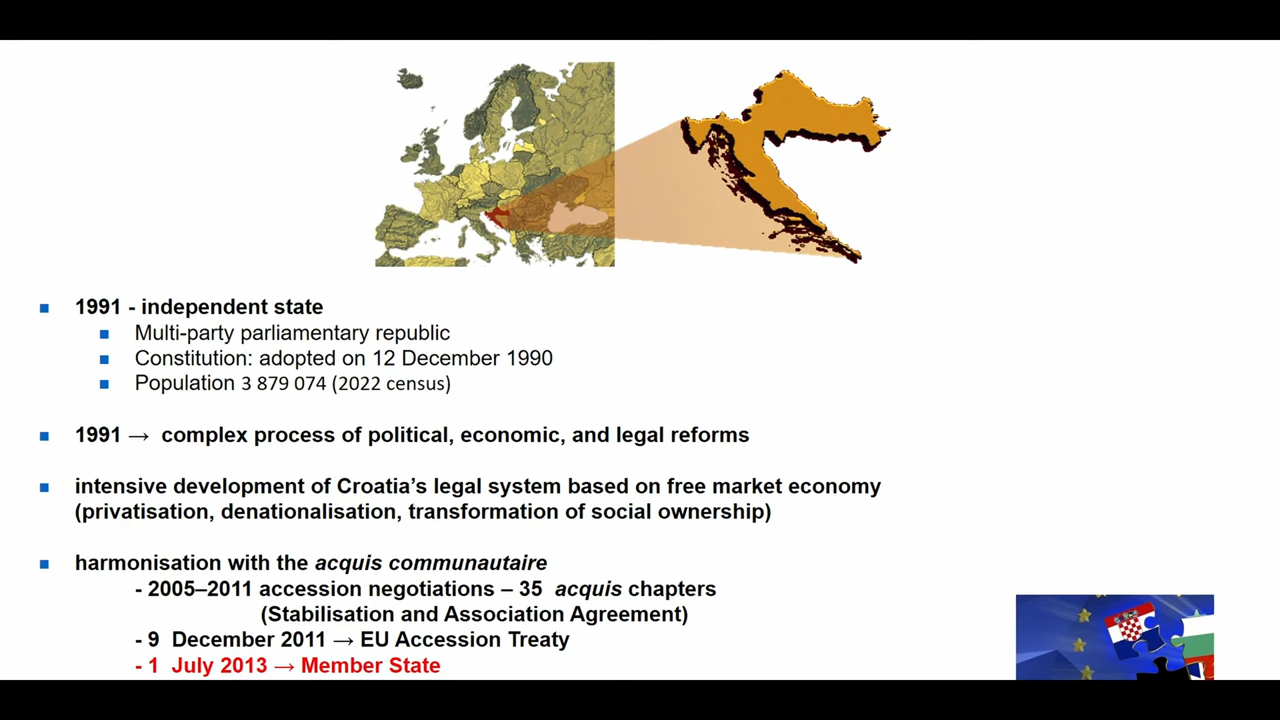 1991 - independent state
Multi-party parliamentary republic
Constitution: adopted on 12 December 1990
Population 3 879 074 (2022 census)
1991 → complex process of political, economic, and legal reforms
intensive development of Croatia’s legal system based on free market economy
(privatisation, denationalisation, transformation of social ownership)
harmonisation with the acquis communautaire
- 2005–2011 accession negotiations – 35 acquis chapters
(Stabilisation and Association Agreement)
- 9 December 2011 → EU Accession Treaty
- 1 July 2013 → Member State